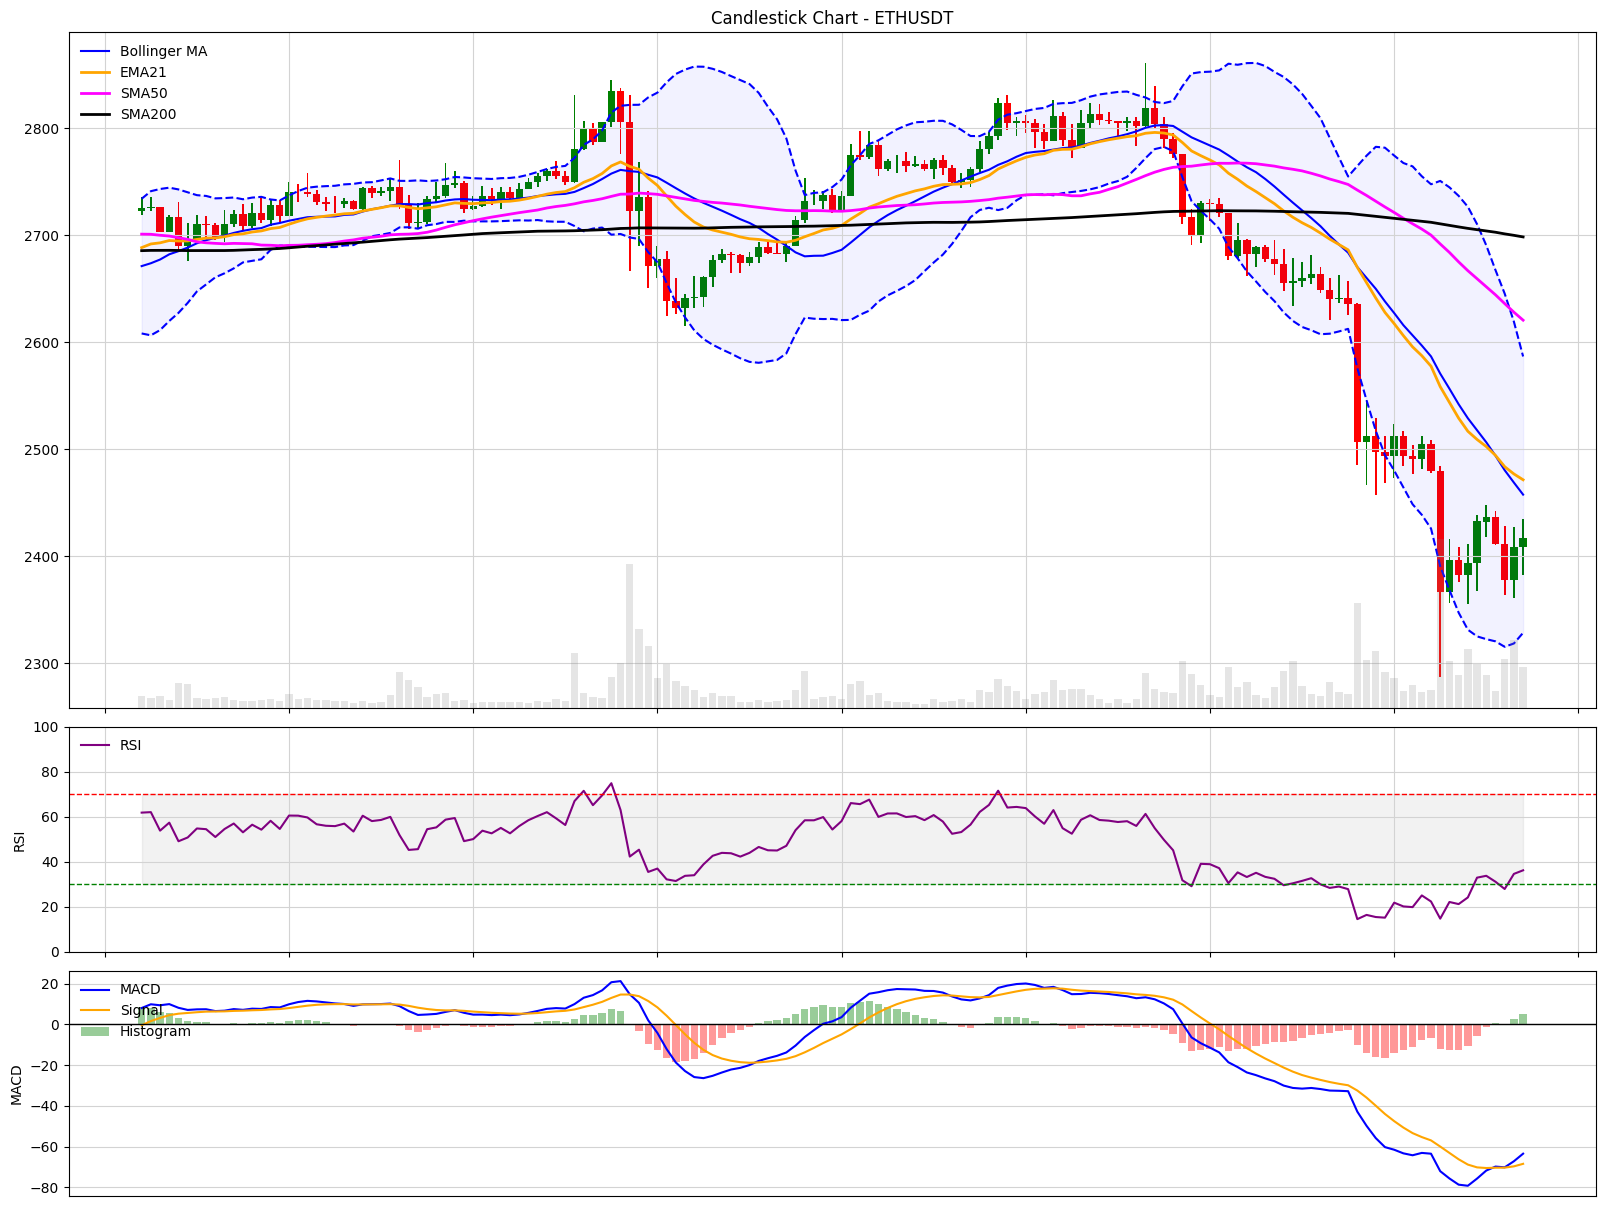 Candlestick Chart - ETHUSDT
Bollinger MA
EMA21
SMA50
SMA200
2800
2700
2600
2500
2400
2300
RSI
100
80
60
40
20
0
RSI
MACD
Signal
Histogram
20
0
−20
−40
−60
−80
MACD